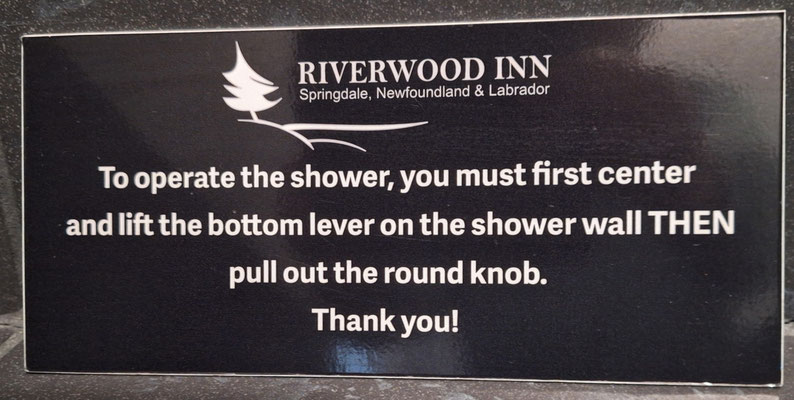 RIVERWOOD INN
Springdale, Newfoundland & Labrador
To operate the shower, you must first center
and lift the bottom lever on the shower wall THEN
pull out the round knob.
Thank you!